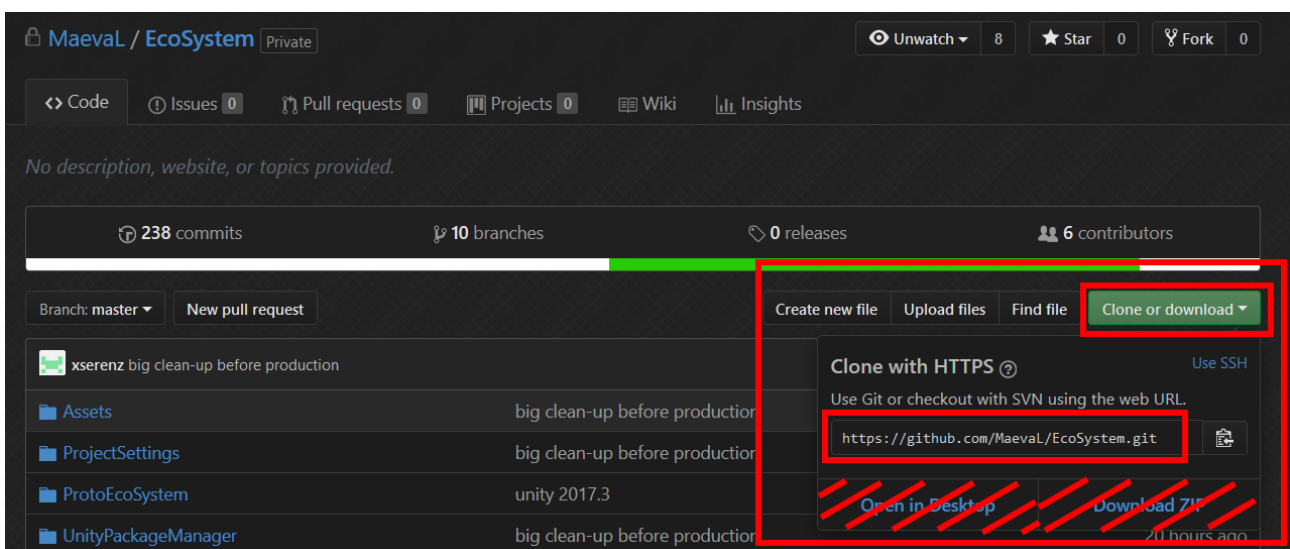 MaevaL / EcoSystem Private
Unwatch 8 Star 0 Fork 0
Code Issues 0 Pull requests 0 Projects 0 Wiki Insights
No description, website, or topics provided.
238 commits 10 branches 0 releases 6 contributors
Branch: master New pull request Create new file Upload files Find file Clone or download
xserenz big clean-up before production
Clone with HTTPS Use SSH
Use Git or checkout with SVN using the web URL.
https://github.com/MaevaL/EcoSystem.git
Open in Desktop Download ZIP
Assets big clean-up before production
ProjectSettings big clean-up before production
ProtoEcoSystem unity 2017.3
UnityPackageManager big clean-up before production 20 hours ago